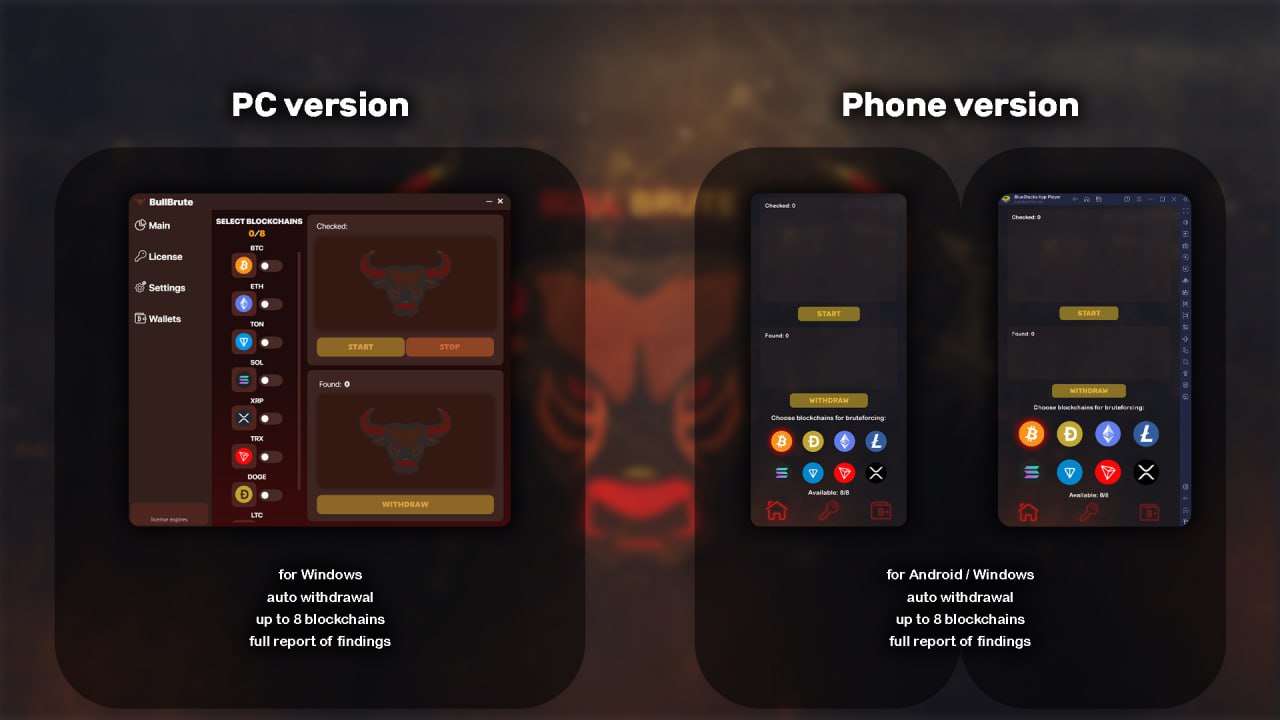 PC version
BullBrute
Main
License
Settings
Wallets
license expires
SELECT BLOCKCHAINS
0/8
BTC
ETH
TON
SOL
XRP
TRX
DOGE
LTC
Checked:
START STOP
Found: 0
WITHDRAW
for Windows
auto withdrawal
up to 8 blockchains
full report of findings
BULL BRUTE
Phone version
Checked: 0
START
Found: 0
WITHDRAW
Choose blockchains for bruteforcing:
Available: 8/8
BlueStacks App Player
Checked: 0
START
Found: 0
WITHDRAW
Choose blockchains for bruteforcing:
Available: 8/8
for Android / Windows
auto withdrawal
up to 8 blockchains
full report of findings